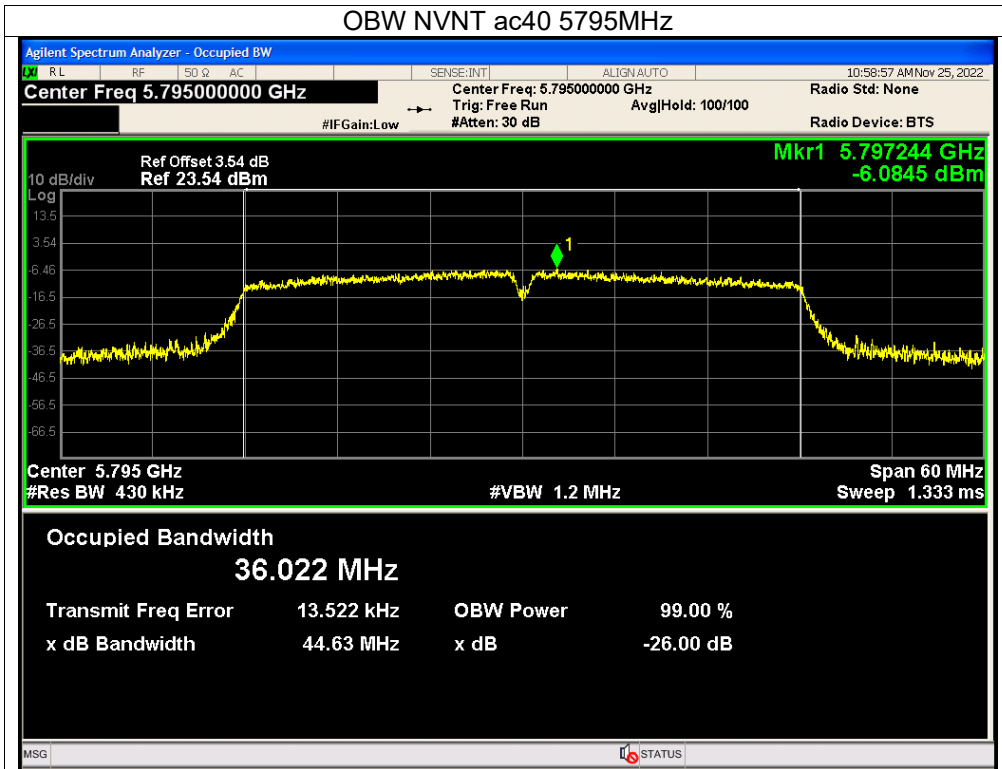 OBW NVNT ac40 5795MHz
Agilent Spectrum Analyzer - Occupied BW
LXI RL RF 50 Ω AC SENSE:INT ALIGN AUTO 10:58:57 AM Nov 25, 2022
Center Freq 5.795000000 GHz Center Freq: 5.795000000 GHz Radio Std: None
Trig: Free Run Avg|Hold: 100/100
#IFGain:Low #Atten: 30 dB Radio Device: BTS
Mkr1 5.797244 GHz
-6.0845 dBm
Ref Offset 3.54 dB
10 dB/div Ref 23.54 dBm
Log
13.5
3.54
1
-6.46
-16.5
-26.5
-36.5
-46.5
-56.5
-66.5
Center 5.795 GHz Span 60 MHz
#Res BW 430 kHz #VBW 1.2 MHz Sweep 1.333 ms
Occupied Bandwidth
36.022 MHz
Transmit Freq Error 13.522 kHz OBW Power 99.00 %
x dB Bandwidth 44.63 MHz x dB -26.00 dB
MSG STATUS